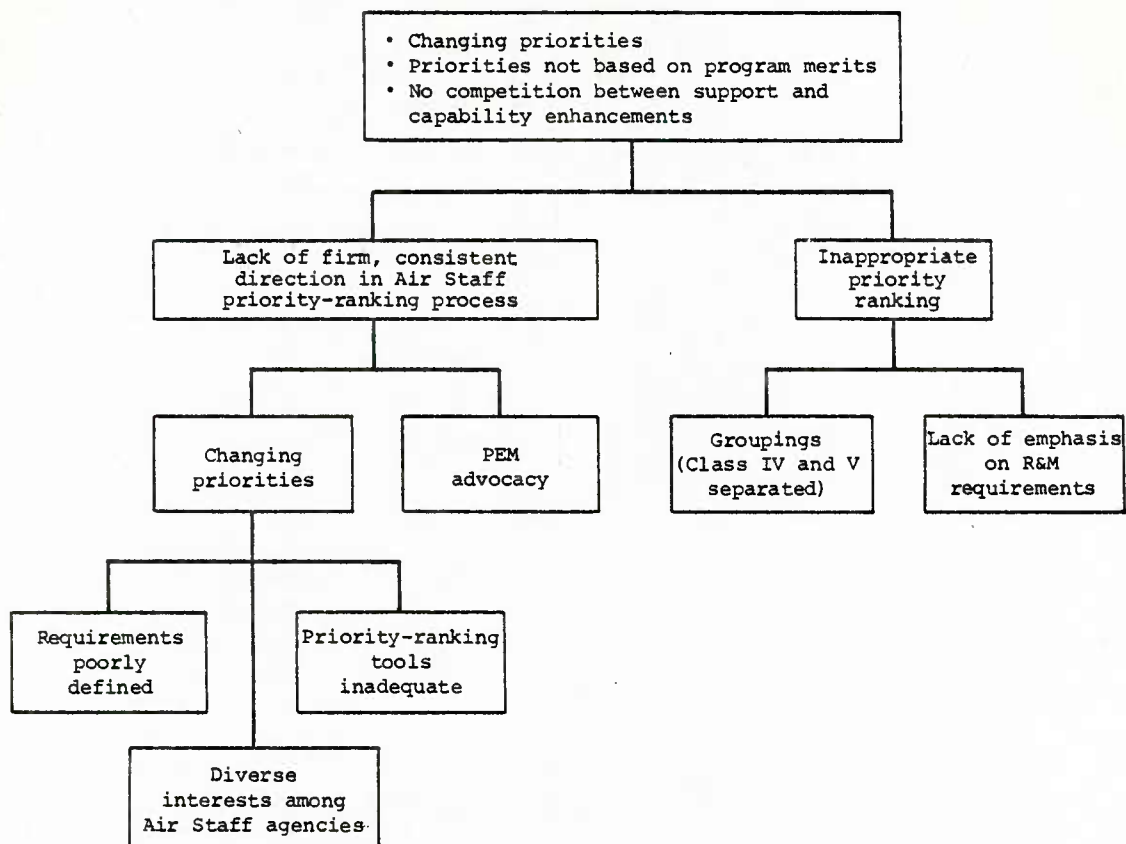 • Changing priorities
• Priorities not based on program merits
• No competition between support and
capability enhancements
Lack of firm, consistent
direction in Air Staff
priority-ranking process
Inappropriate
priority
ranking
Changing
priorities
PEM
advocacy
Groupings
(Class IV and V
separated)
Lack of emphasis
on R&M
requirements
Requirements
poorly
defined
Priority-ranking
tools
inadequate
Diverse
interests among
Air Staff agencies